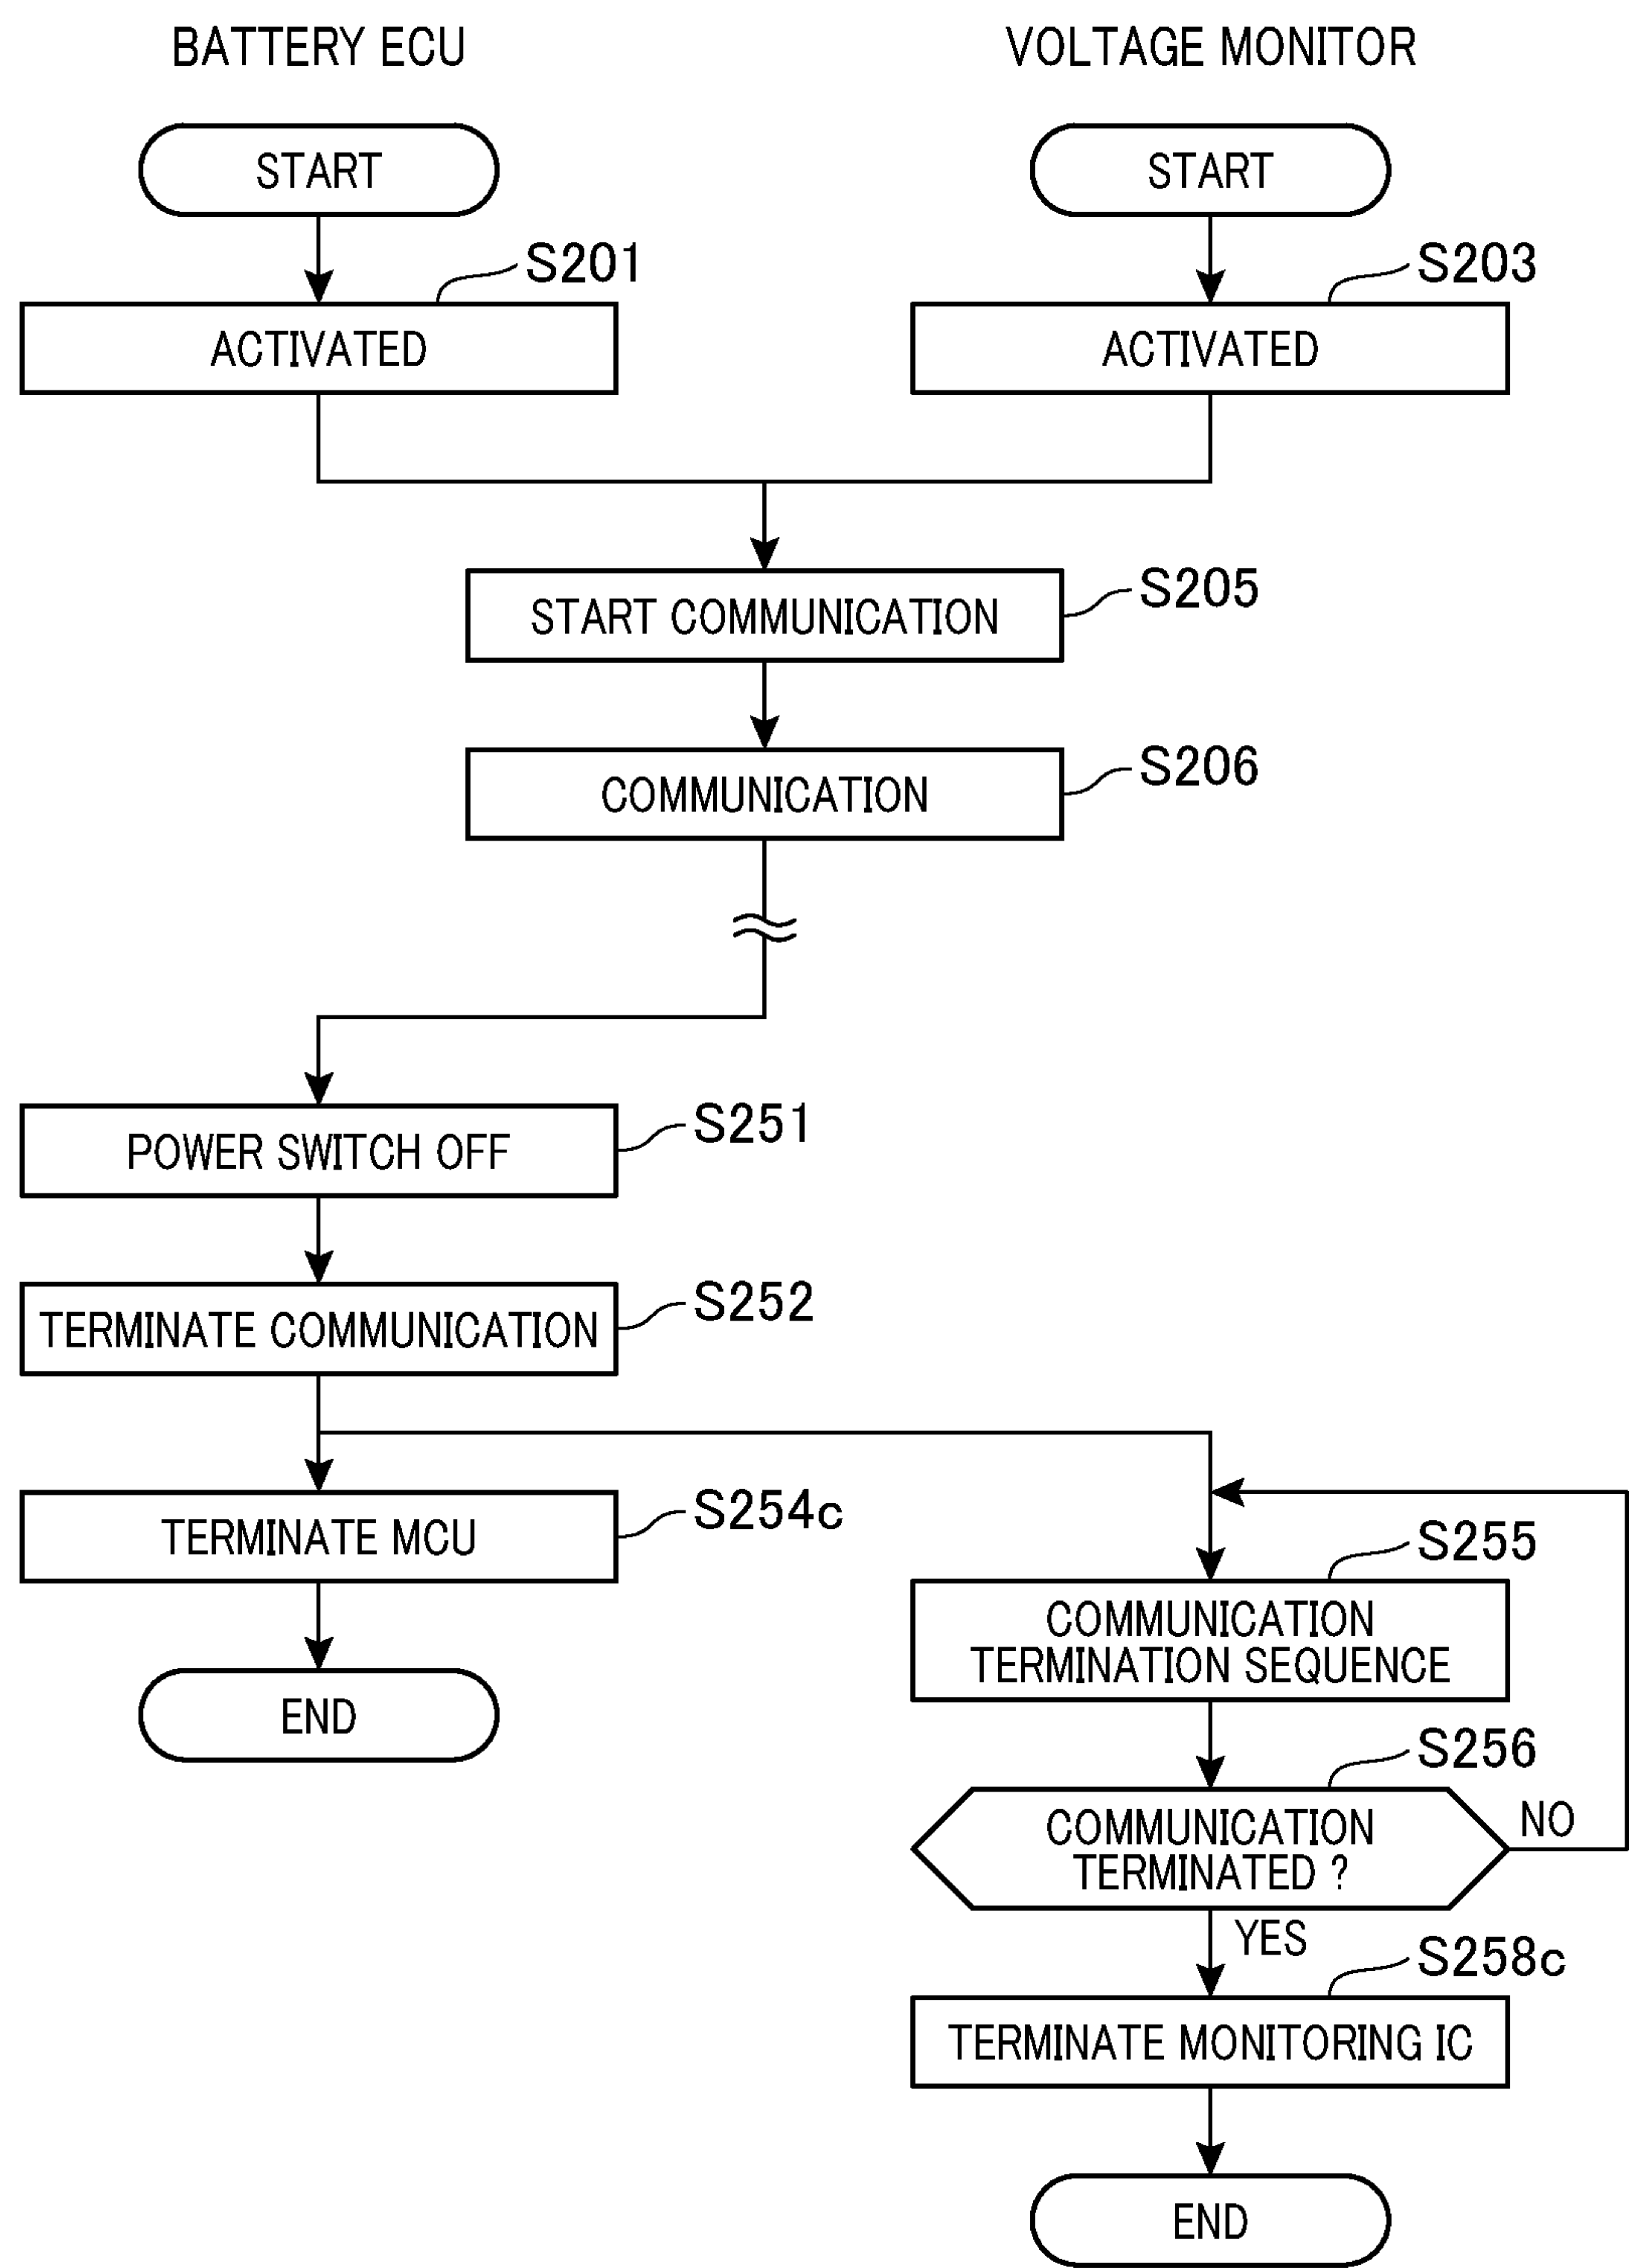 BATTERY ECU
VOLTAGE MONITOR
START
START
S201
S203
ACTIVATED
ACTIVATED
S205
START COMMUNICATION
S206
COMMUNICATION
S251
POWER SWITCH OFF
S252
TERMINATE COMMUNICATION
S254c
TERMINATE MCU
S255
COMMUNICATION
TERMINATION SEQUENCE
END
S256
COMMUNICATION
TERMINATED ?
NO
YES
S258c
TERMINATE MONITORING IC
END